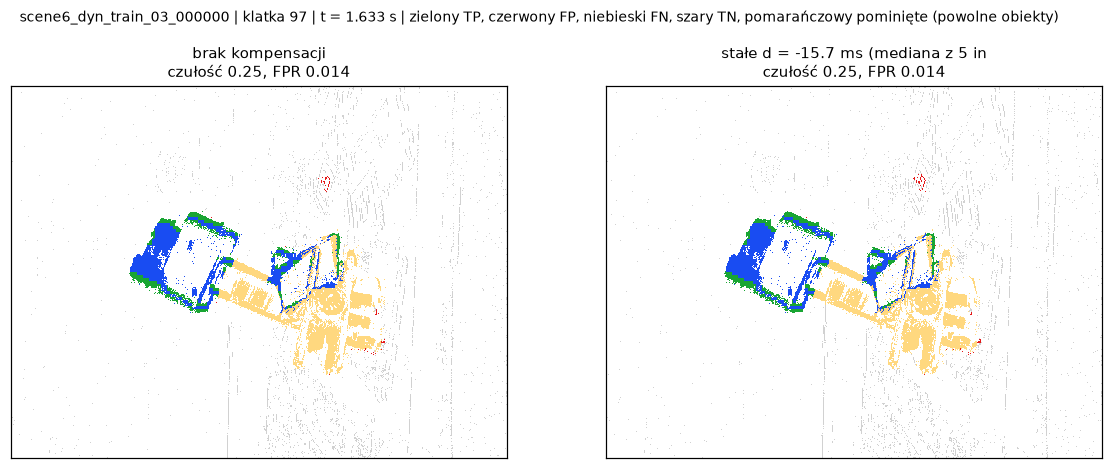 scene6_dyn_train_03_000000 | klatka 97 | t = 1.633 s | zielony TP, czerwony FP, niebieski FN, szary TN, pomarańczowy pominięte (powolne obiekty)
brak kompensacji
czułość 0.25, FPR 0.014
stałe d = -15.7 ms (mediana z 5 in
czułość 0.25, FPR 0.014